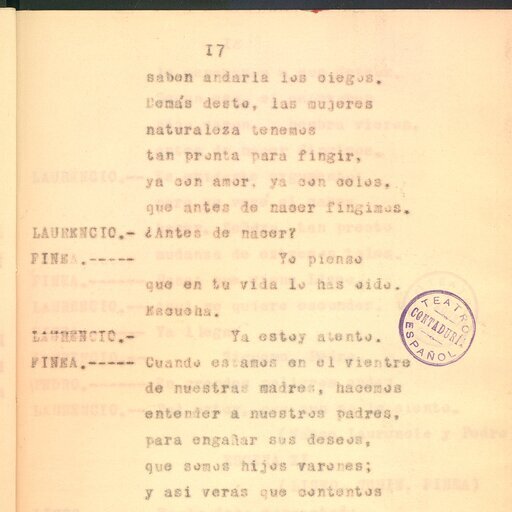 17
saben andarla los ciegos.
Demás desto, las mujeres
naturaleza tenemos
tan pronta para fingir,
ya con amor, ya con celos,
que antes de nacer fingimos.
LAURENCIO.- ¿Antes de nacer?
FINEA.----- Yo pienso
que en tu vida lo has oido.
Escucha.
LAURENCIO.- Ya estoy atento.
FINEA.----- Cuando estamos en el vientre
de nuestras madres, hacemos
entender a nuestros padres,
para engañar sus deseos,
que somos hijos varones;
y asi verás que contentos
TEATRO ESPAÑOL
CONTADURIA